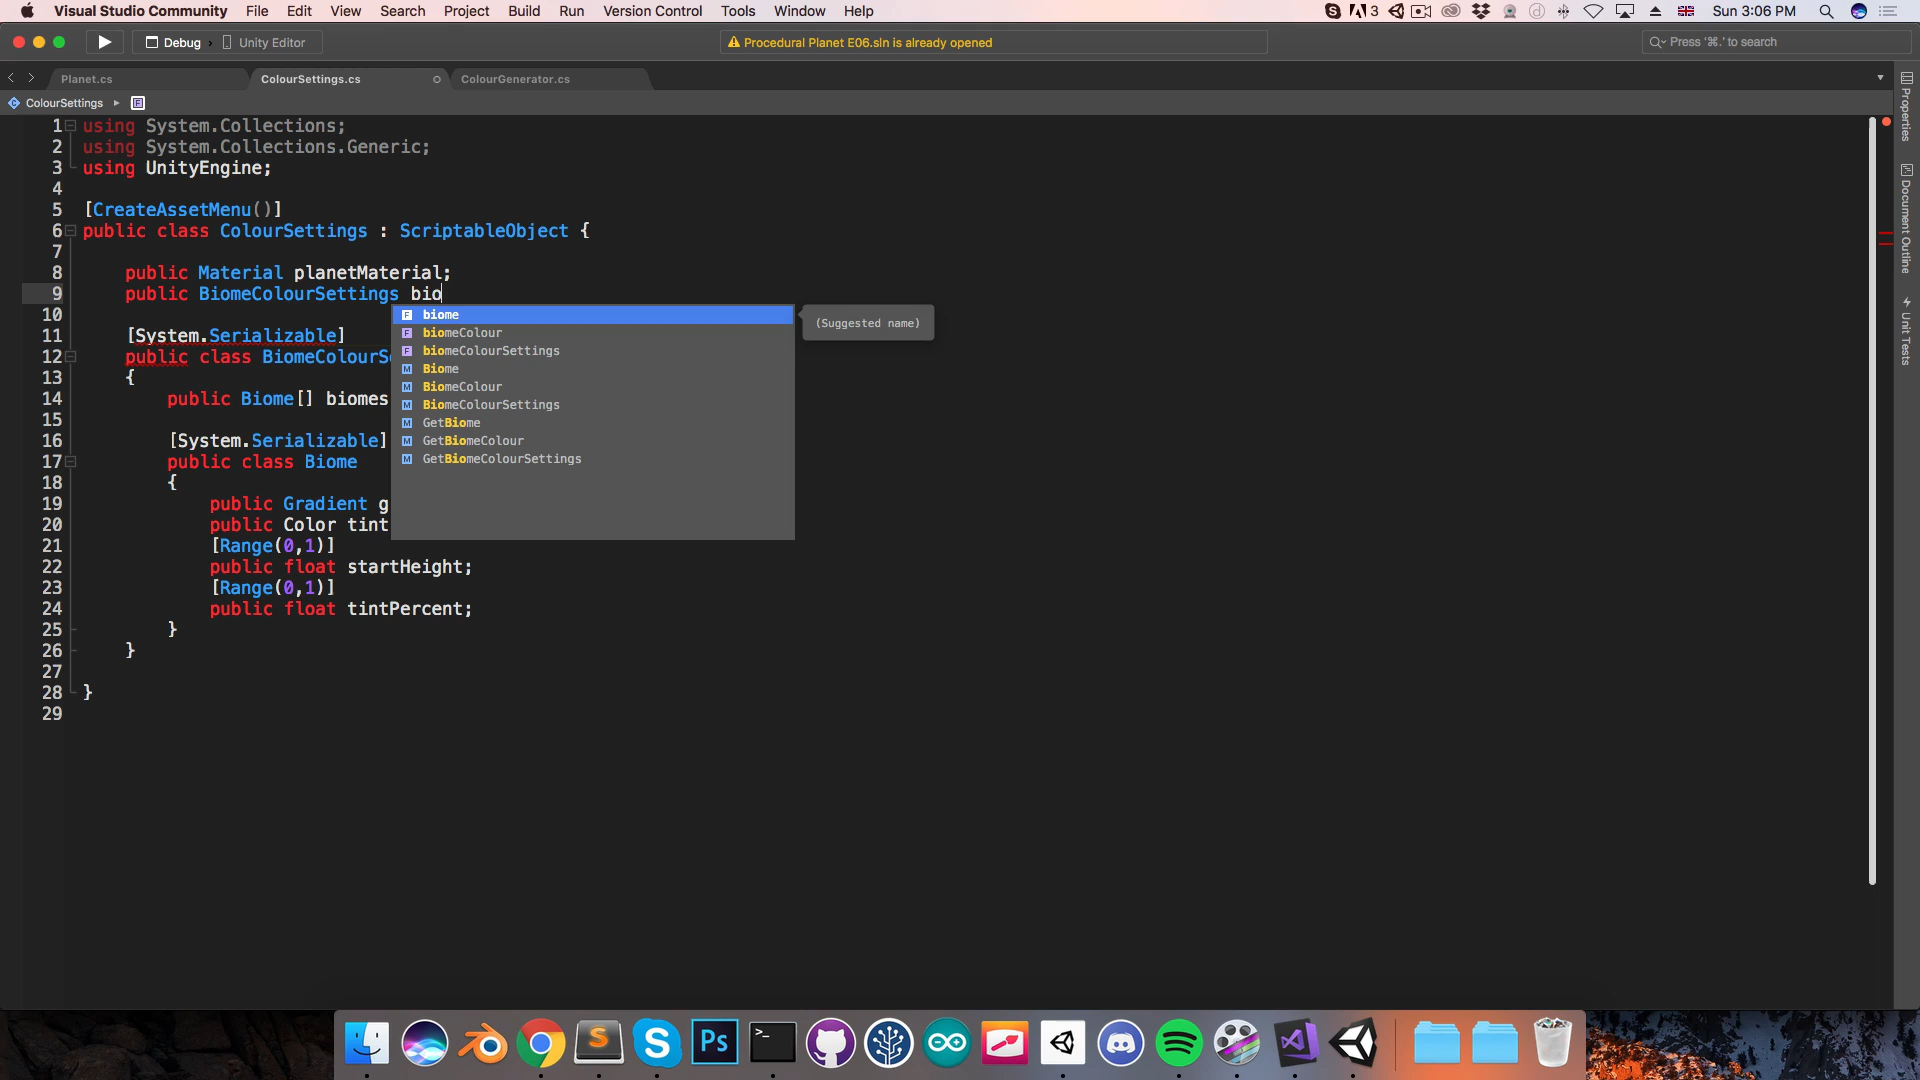 Visual Studio Community File Edit View Search Project Build Run Version Control Tools Window Help 3 Sun 3:06 PM
Debug › Unity Editor Procedural Planet E06.sln is already opened Press '⌘.' to search
Planet.cs ColourSettings.cs ColourGenerator.cs
ColourSettings
Properties
Document Outline
Unit Tests
1 using System.Collections;
2 using System.Collections.Generic;
3 using UnityEngine;
4
5 [CreateAssetMenu()]
6 public class ColourSettings : ScriptableObject {
7
8 public Material planetMaterial;
9 public BiomeColourSettings bio
10
11 [System.Serializable]
12 public class BiomeColourS
13 {
14 public Biome[] biomes
15
16 [System.Serializable]
17 public class Biome
18 {
19 public Gradient g
20 public Color tint
21 [Range(0,1)]
22 public float startHeight;
23 [Range(0,1)]
24 public float tintPercent;
25 }
26 }
27
28 }
29
F biome
F biomeColour
F biomeColourSettings
M Biome
M BiomeColour
M BiomeColourSettings
M GetBiome
M GetBiomeColour
M GetBiomeColourSettings
(Suggested name)
Ps